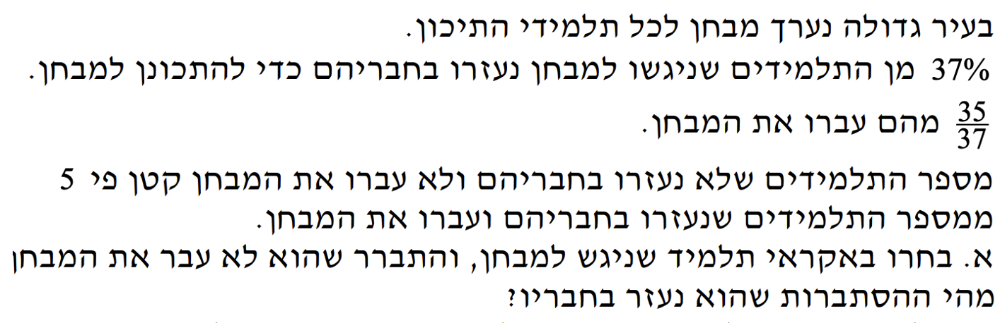 בעיר גדולה נערך מבחן לכל תלמידי התיכון.
37% מן התלמידים שניגשו למבחן נעזרו בחבריהם כדי להתכונן למבחן.
35/37 מהם עברו את המבחן.
מספר התלמידים שלא נעזרו בחבריהם ולא עברו את המבחן קטן פי 5
ממספר התלמידים שנעזרו בחבריהם ועברו את המבחן.
א. בחרו באקראי תלמיד שניגש למבחן, והתברר שהוא לא עבר את המבחן
מהי ההסתברות שהוא נעזר בחבריו?